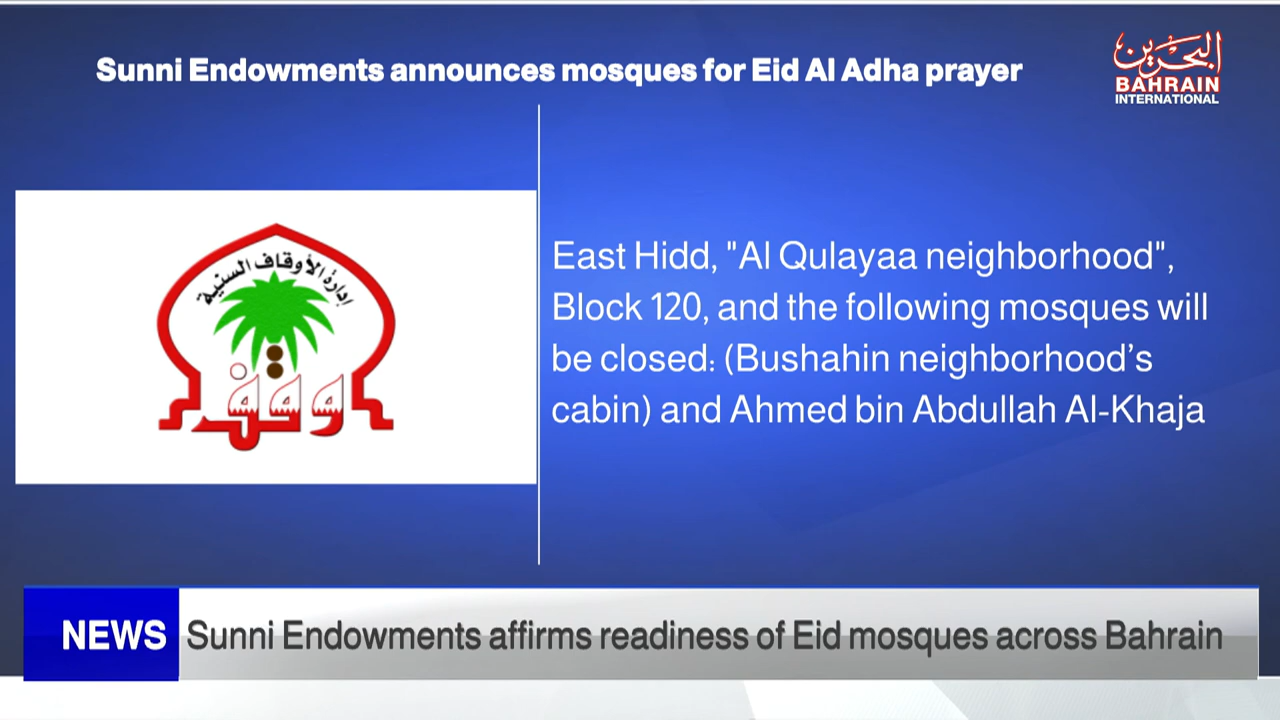 Sunni Endowments announces mosques for Eid Al Adha prayer
البحرين
BAHRAIN
INTERNATIONAL
إدارة الأوقاف السنية
وقف
East Hidd, "Al Qulayaa neighborhood",
Block 120, and the following mosques will
be closed: (Bushahin neighborhood’s
cabin) and Ahmed bin Abdullah Al-Khaja
NEWS
Sunni Endowments affirms readiness of Eid mosques across Bahrain